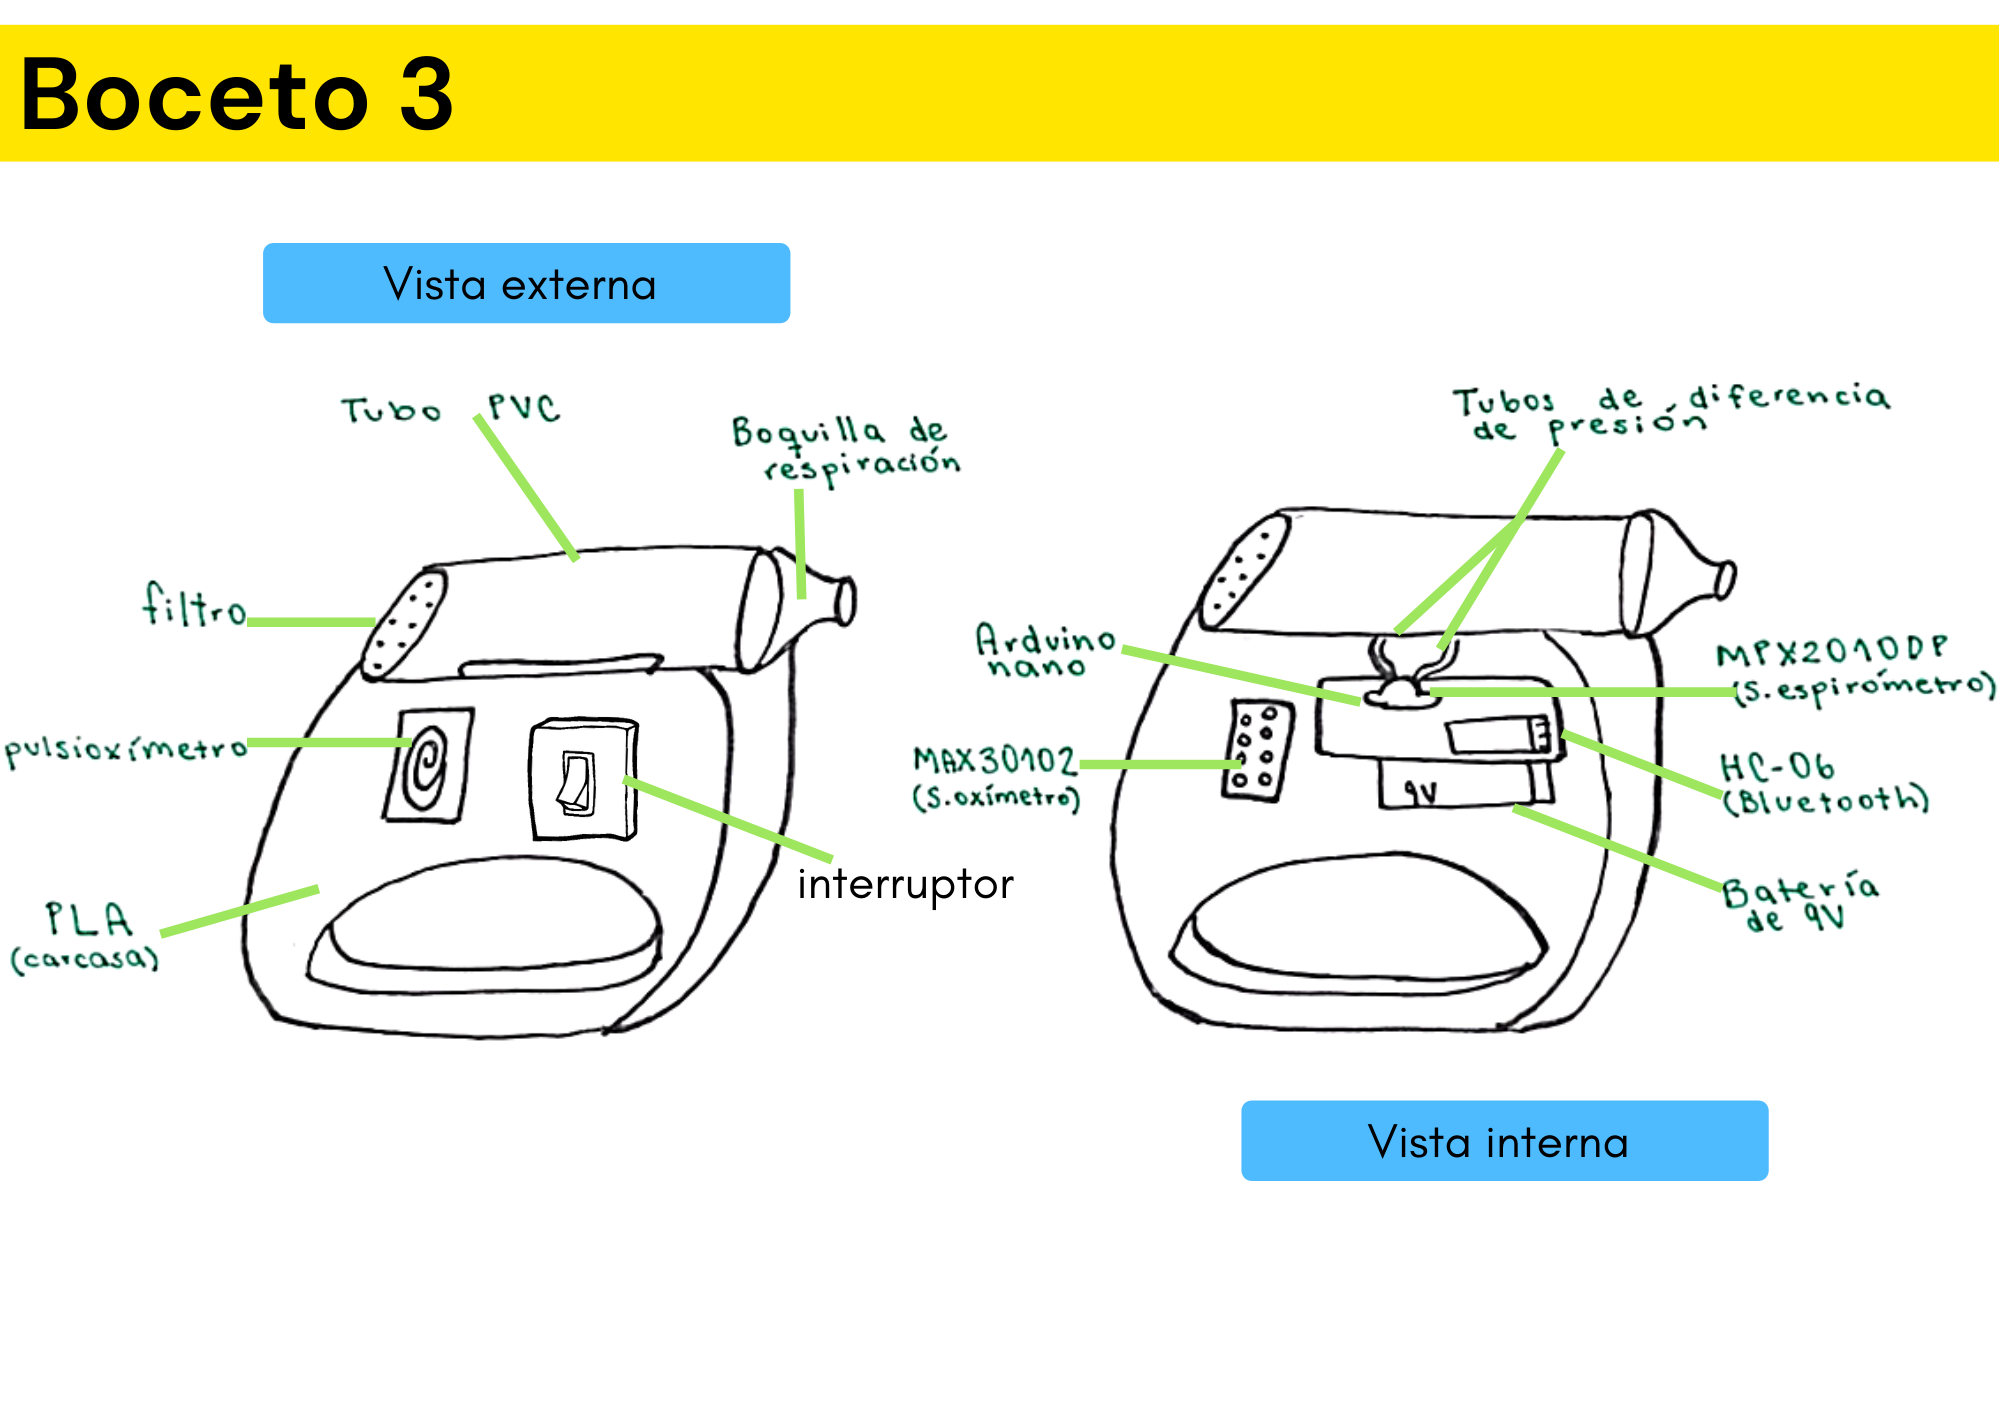 Boceto 3
Vista externa
Tubo PVC
Boquilla de
respiración
filtro
pulsioxímetro
interruptor
PLA
(carcasa)
Tubos de diferencia
de presión
Arduino
nano
MPX2010DP
(S.espirómetro)
MAX30102
(S.oxímetro)
HC-06
(Bluetooth)
9V
Batería
de 9V
Vista interna